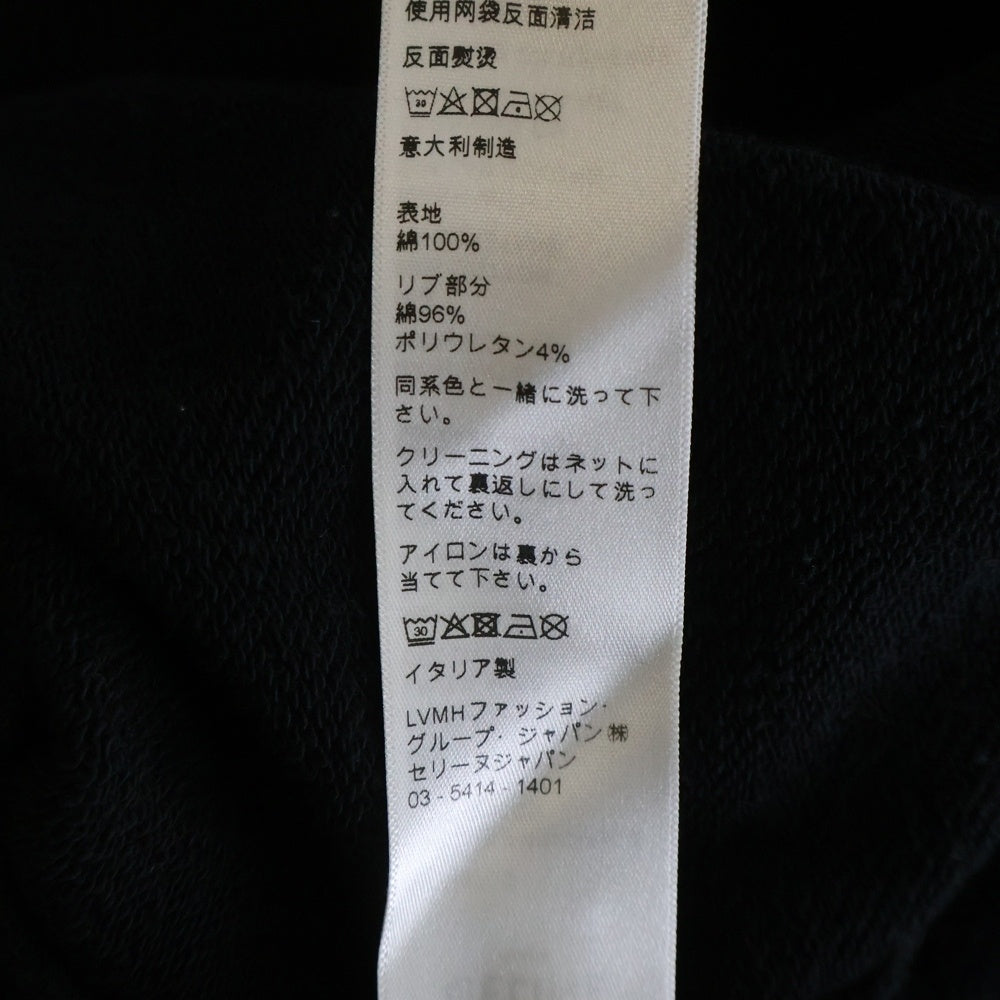 使用网袋反面清洁
反面熨烫
30
意大利制造
表地
綿100%
リブ部分
綿96%
ポリウレタン4%
同系色と一緒に洗って下
さい。
クリーニングはネットに
入れて裏返しにして洗っ
てください。
アイロンは裏から
当てて下さい。
30
イタリア製
LVMHファッション·
グループ· ジャパン㈱
セリーヌジャパン
03 - 5414 - 1401